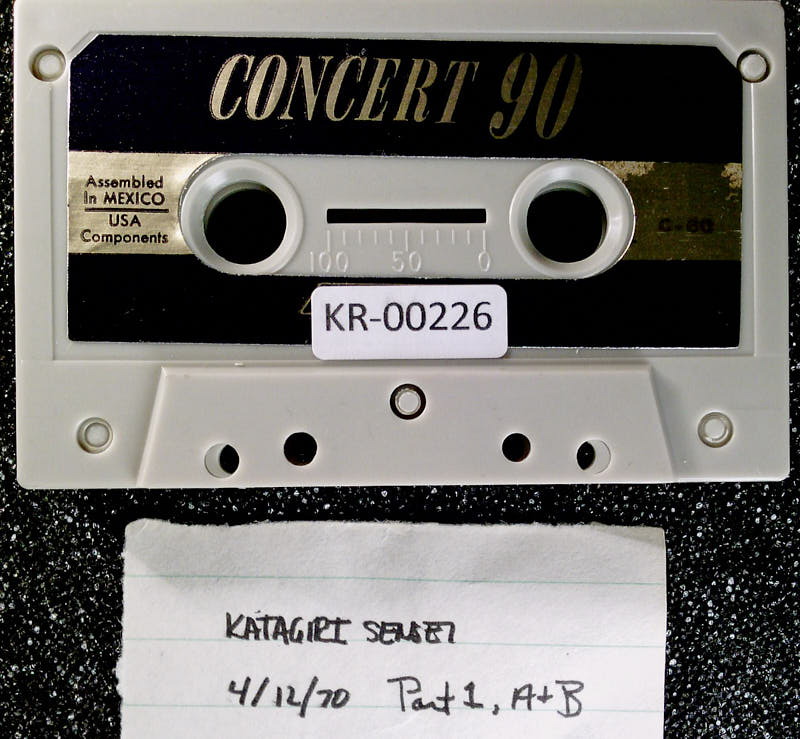 CONCERT 90
Assembled
In MEXICO
USA
Components
C-60
100 50 0
KR-00226
KATAGIRI SENSEI
4/12/70 Part 1, A+B